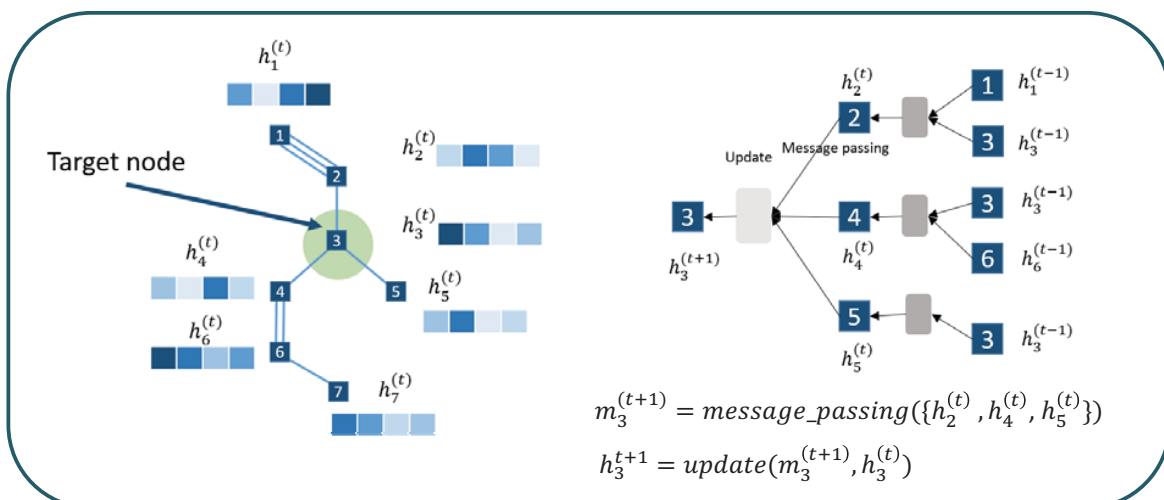 h_1^{(t)}
1
Target node
2
h_2^{(t)}
3
h_3^{(t)}
h_4^{(t)}
4
5
h_5^{(t)}
h_6^{(t)}
6
7
h_7^{(t)}
h_2^{(t)}
1
h_1^{(t-1)}
2
3
h_3^{(t-1)}
Update
Message passing
3
h_3^{(t+1)}
4
h_4^{(t)}
3
h_3^{(t-1)}
6
h_6^{(t-1)}
5
h_5^{(t)}
3
h_3^{(t-1)}
m_3^{(t+1)} = message_passing({h_2^{(t)}, h_4^{(t)}, h_5^{(t)}})
h_3^{t+1} = update(m_3^{(t+1)}, h_3^{(t)})